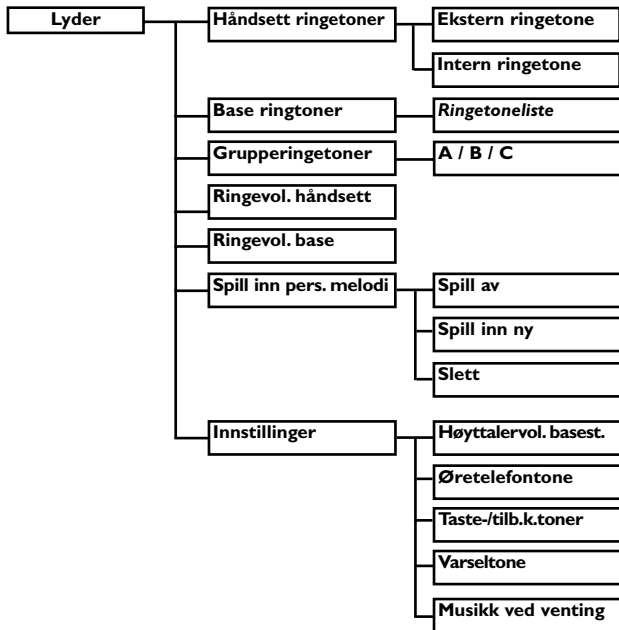 Lyder
Håndsett ringetoner
Ekstern ringetone
Intern ringetone
Base ringtoner
Ringetoneliste
Grupperingetoner
A / B / C
Ringevol. håndsett
Ringevol. base
Spill inn pers. melodi
Spill av
Spill inn ny
Slett
Innstillinger
Høyttalervol. basest.
Øretelefontone
Taste-/tilb.k.toner
Varseltone
Musikk ved venting